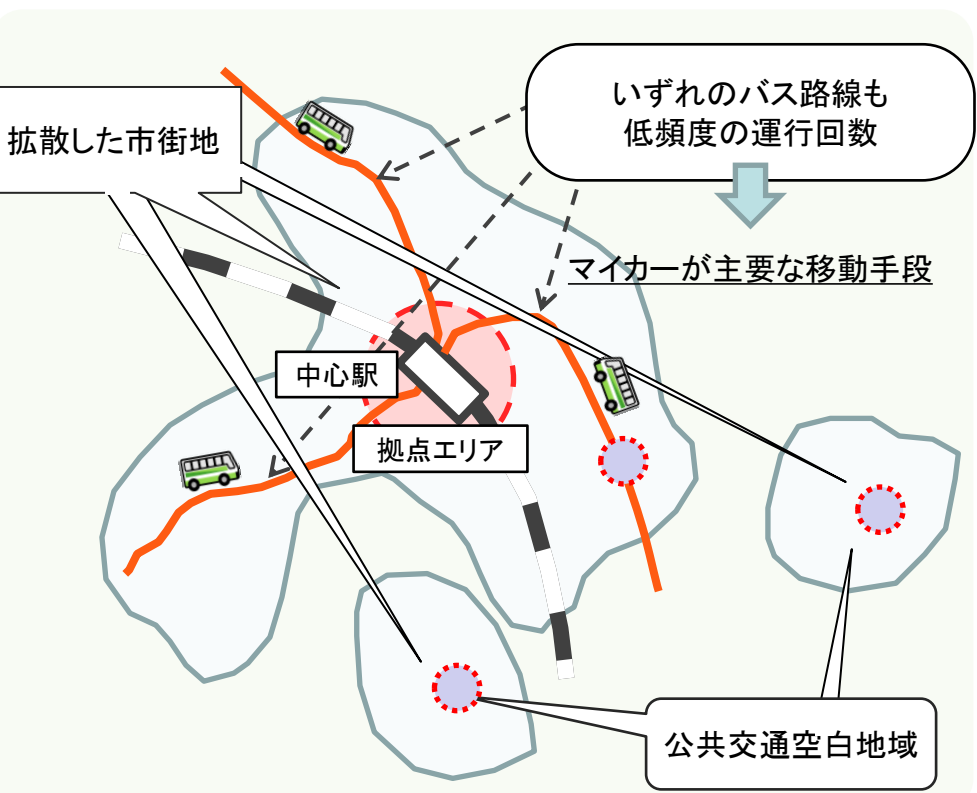 いずれのバス路線も
低頻度の運行回数
拡散した市街地
マイカーが主要な移動手段
中心駅
拠点エリア
公共交通空白地域